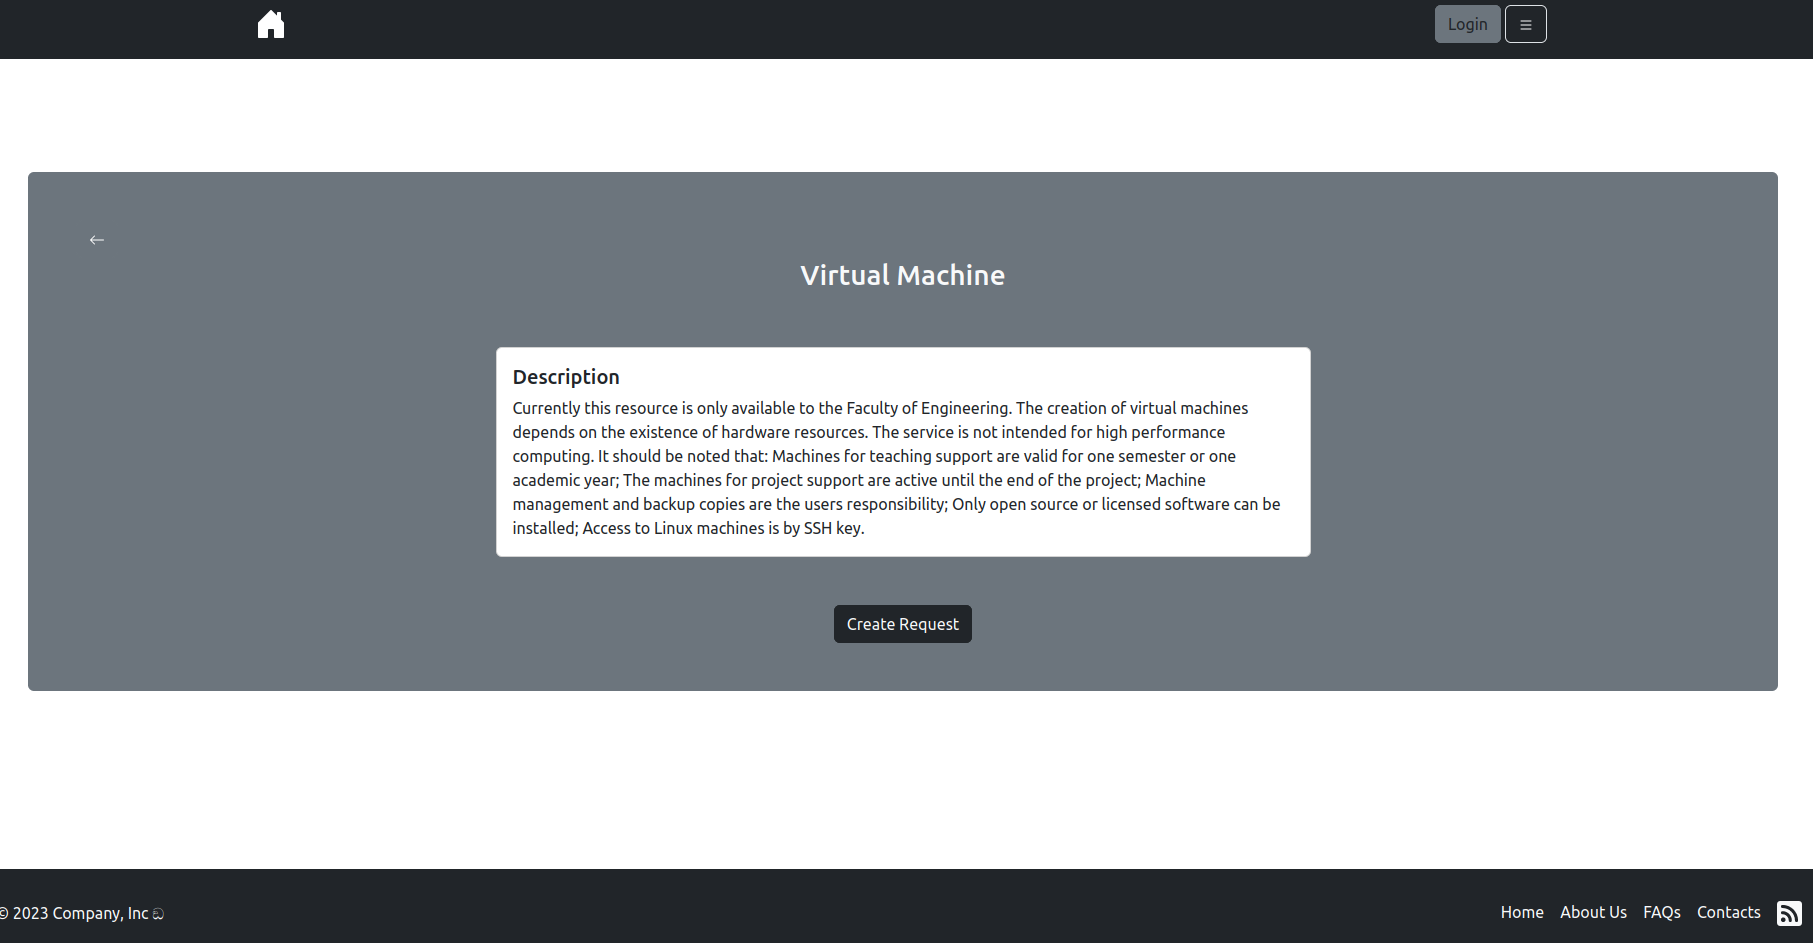 Login
Virtual Machine
Description
Currently this resource is only available to the Faculty of Engineering. The creation of virtual machines
depends on the existence of hardware resources. The service is not intended for high performance
computing. It should be noted that: Machines for teaching support are valid for one semester or one
academic year; The machines for project support are active until the end of the project; Machine
management and backup copies are the users responsibility; Only open source or licensed software can be
installed; Access to Linux machines is by SSH key.
Create Request
© 2023 Company, Inc ඞ
Home About Us FAQs Contacts